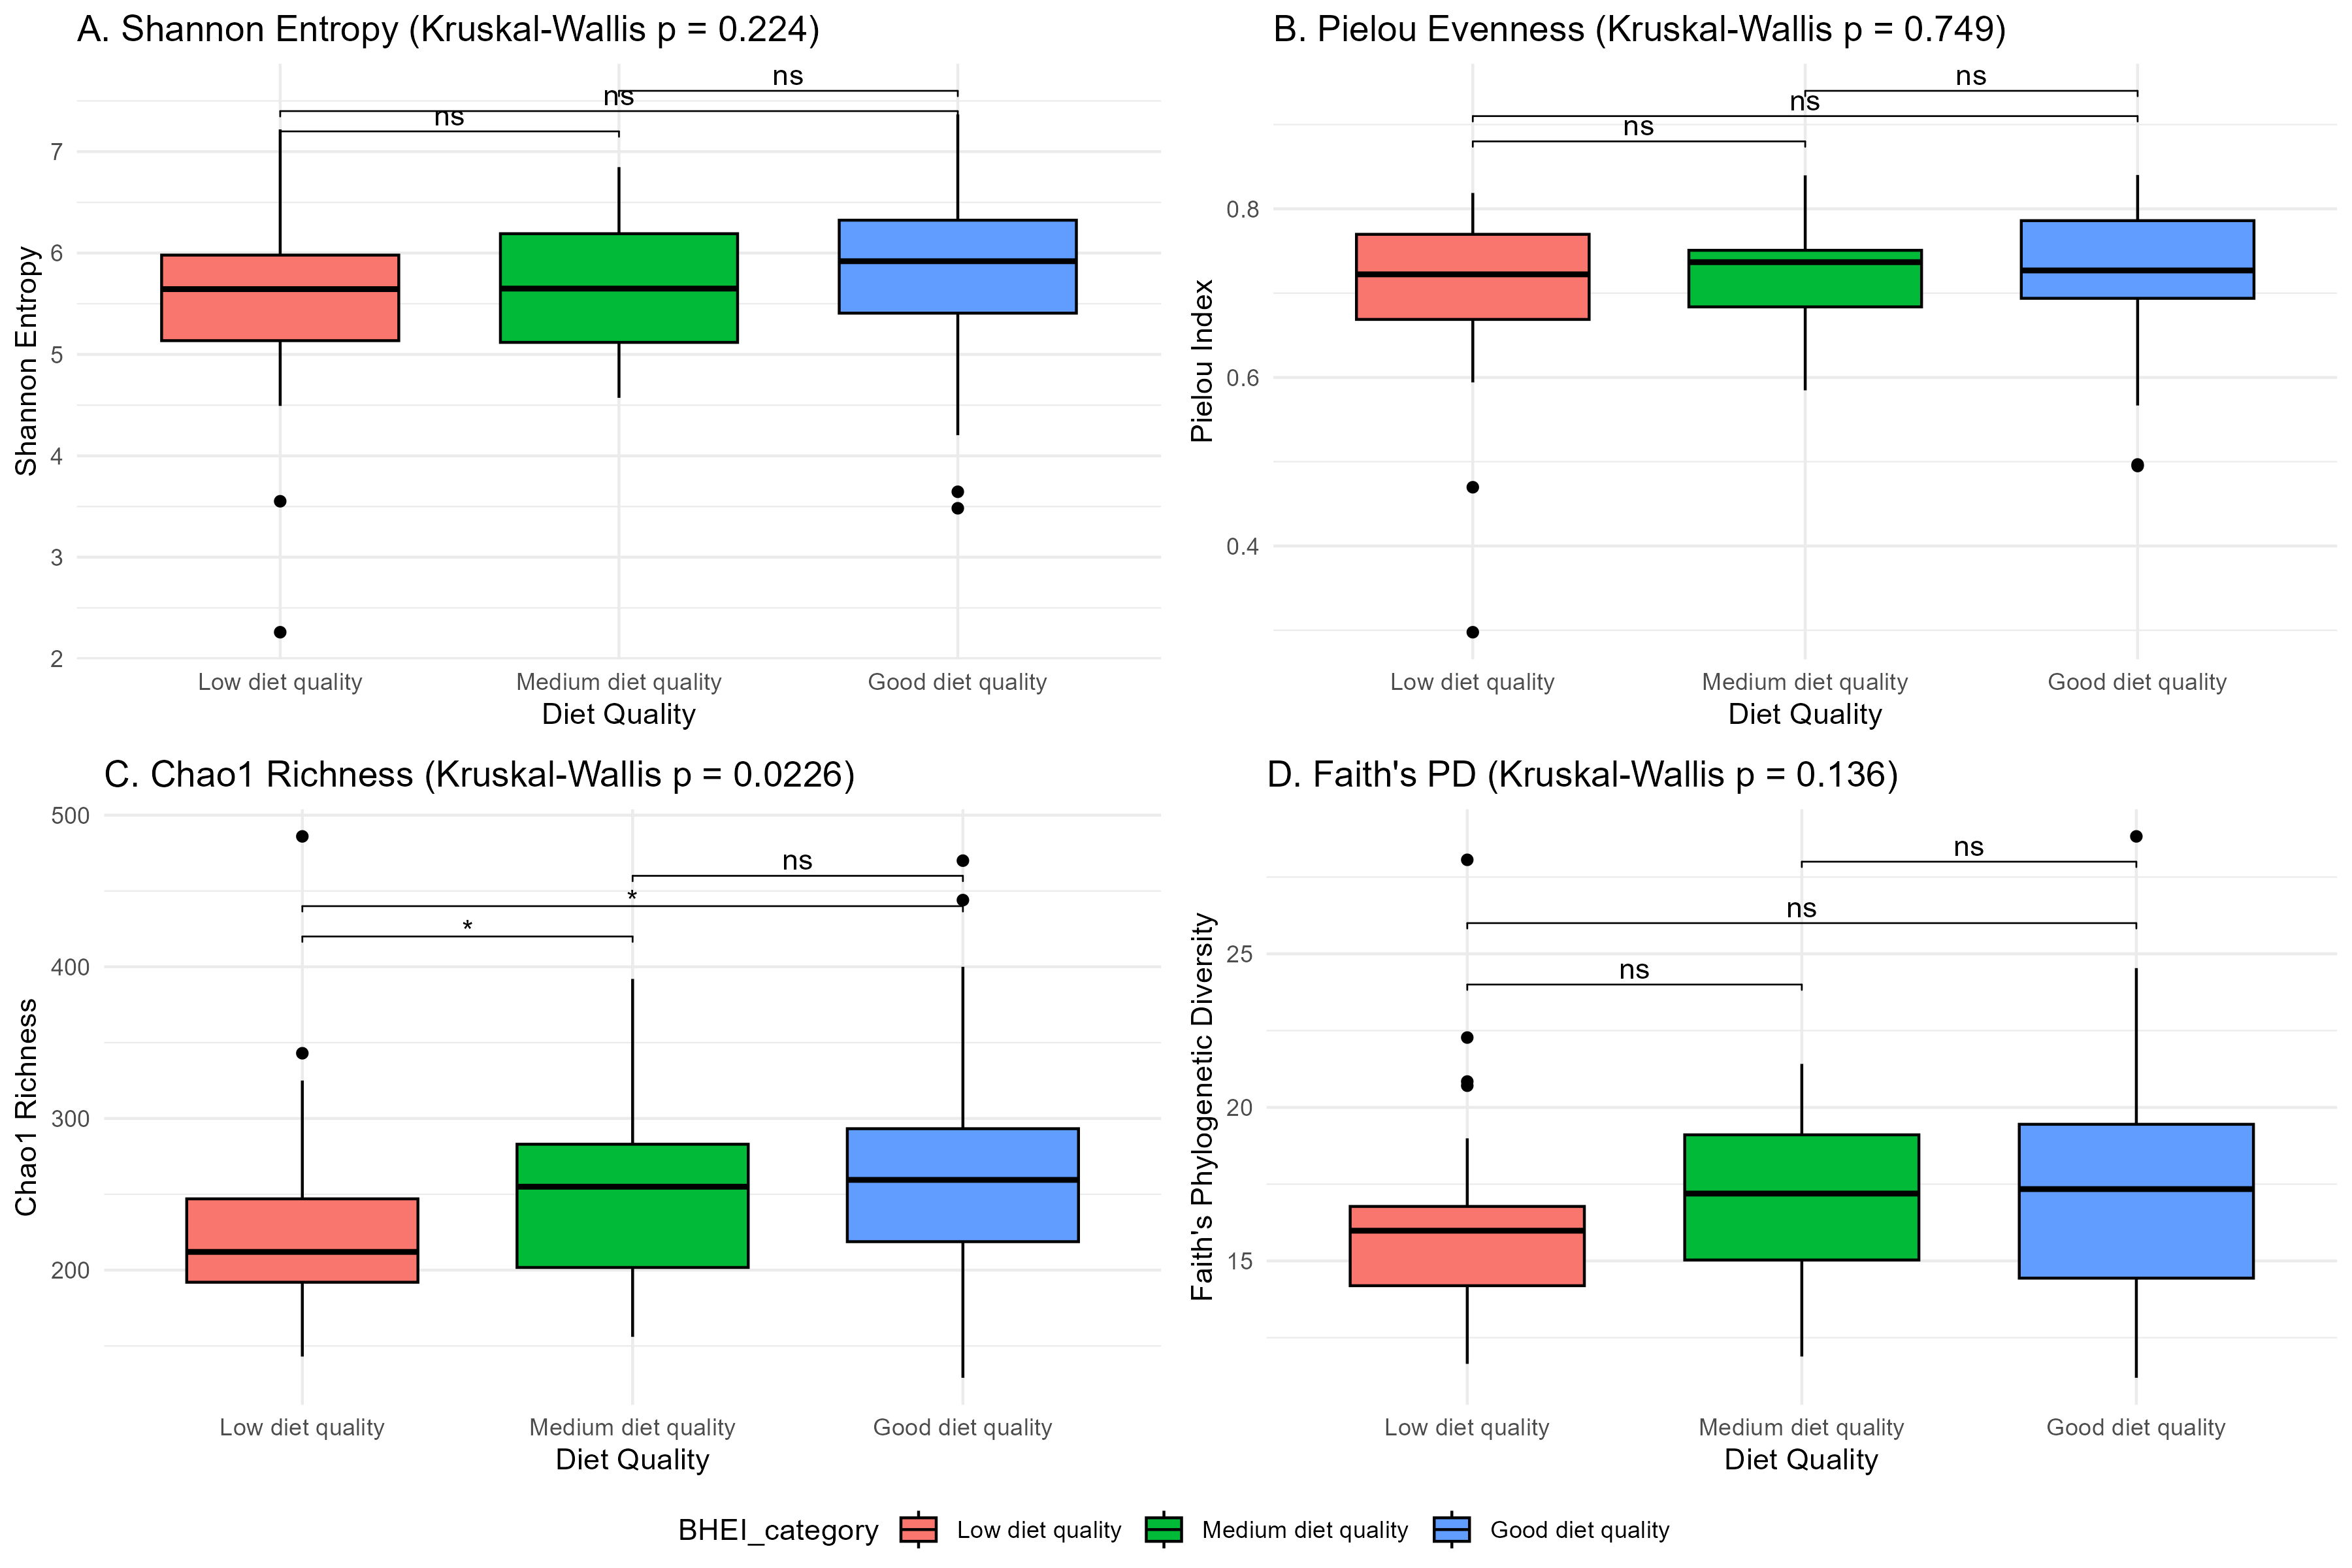 A. Shannon Entropy (Kruskal-Wallis p = 0.224)
ns
ns
ns
7
6
5
4
3
2
Shannon Entropy
Low diet quality Medium diet quality Good diet quality
Diet Quality
B. Pielou Evenness (Kruskal-Wallis p = 0.749)
ns
ns
ns
0.8
0.6
0.4
Pielou Index
Low diet quality Medium diet quality Good diet quality
Diet Quality
C. Chao1 Richness (Kruskal-Wallis p = 0.0226)
500
ns
*
*
400
300
200
Chao1 Richness
Low diet quality Medium diet quality Good diet quality
Diet Quality
D. Faith's PD (Kruskal-Wallis p = 0.136)
ns
ns
ns
25
20
15
Faith's Phylogenetic Diversity
Low diet quality Medium diet quality Good diet quality
Diet Quality
BHEI_category Low diet quality Medium diet quality Good diet quality